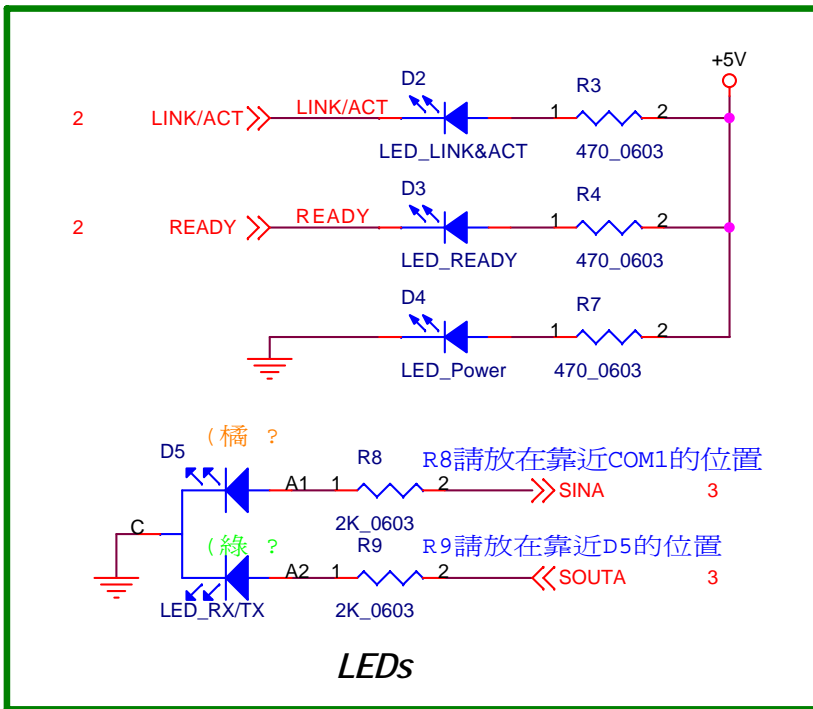 +5V
D2 R3
2 LINK/ACT LINK/ACT 1 2
LED_LINK&ACT 470_0603
D3 R4
2 READY READY 1 2
LED_READY 470_0603
D4 R7
1 2
LED_Power 470_0603
(橘 ?
D5 R8 R8請放在靠近COM1的位置
A1 1 2 SINA 3
C 2K_0603
(綠 ? R9 R9請放在靠近D5的位置
A2 1 2 SOUTA 3
LED_RX/TX 2K_0603
LEDs